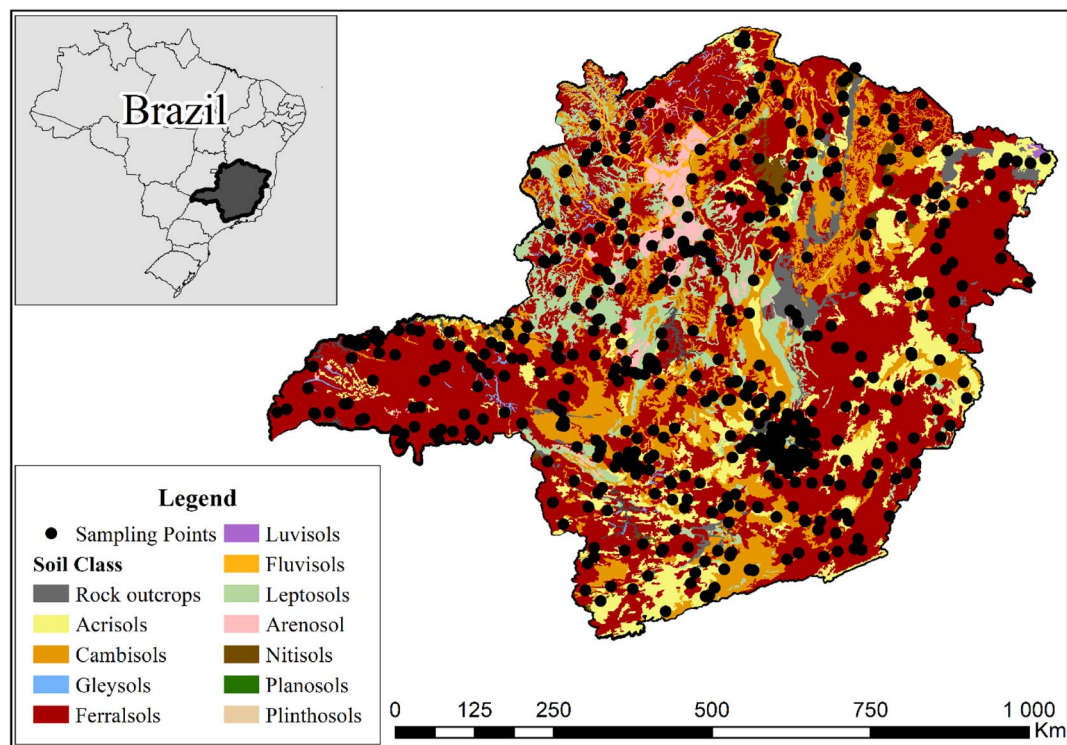 Brazil
Legend
Sampling Points
Soil Class
Rock outcrops
Acrisols
Cambisols
Gleysols
Ferralsols
Luvisols
Fluvisols
Leptosols
Arenosol
Nitisols
Planosols
Plinthosols
0 125 250 500 750 1 000
Km